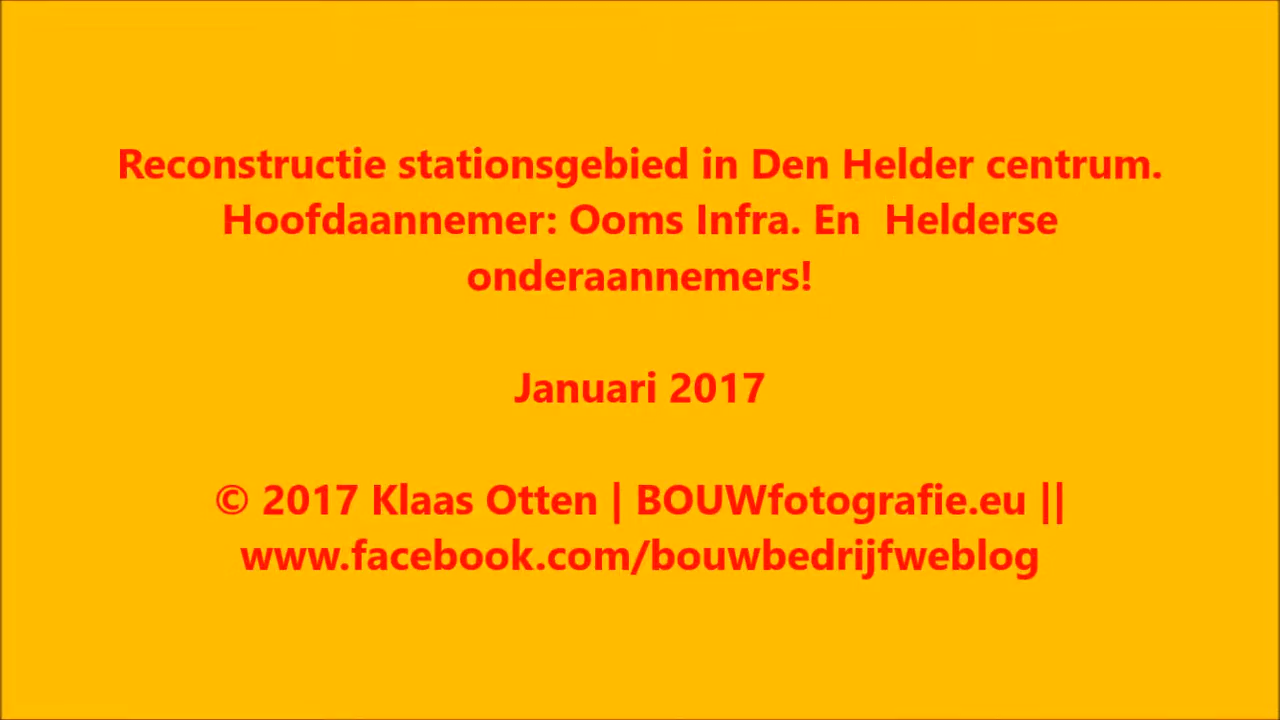 Reconstructie stationsgebied in Den Helder centrum.
Hoofdaannemer: Ooms Infra. En  Helderse
onderaannemers!
Januari 2017
© 2017 Klaas Otten | BOUWfotografie.eu ||
www.facebook.com/bouwbedrijfweblog